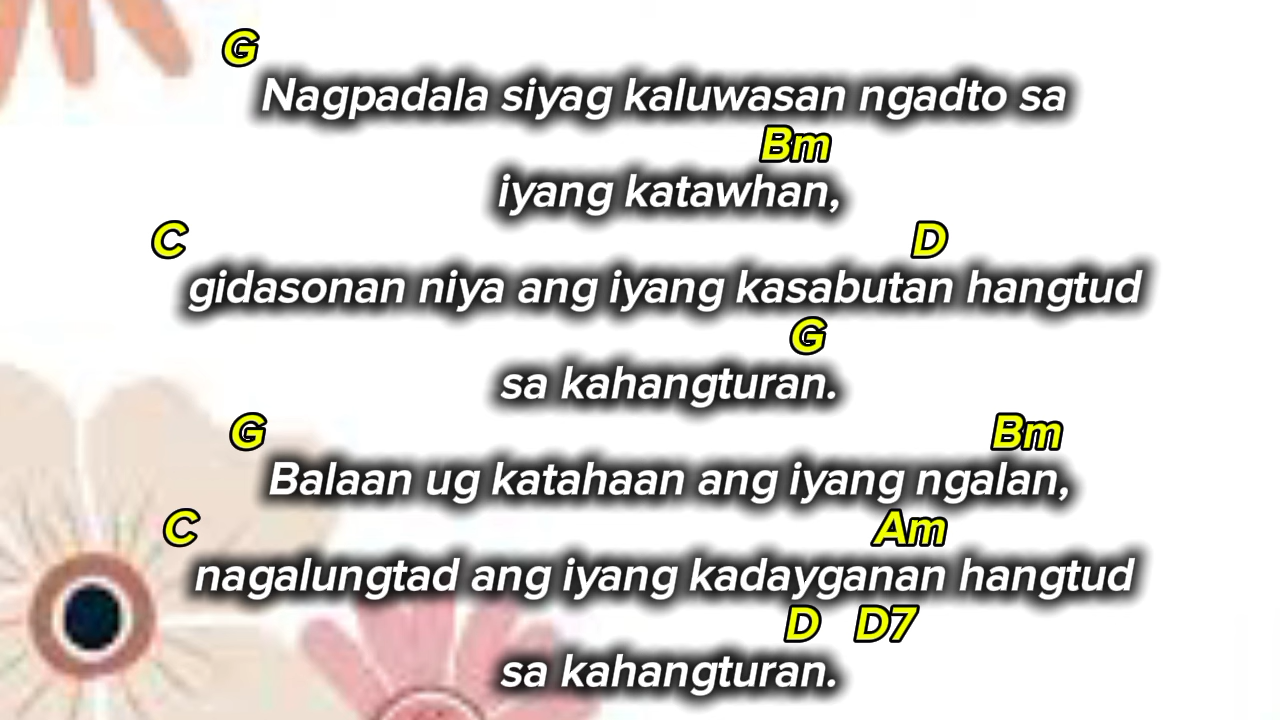 G
Nagpadala siyag kaluwasan ngadto sa
Bm
iyang katawhan,
C D
gidasonan niya ang iyang kasabutan hangtud
G
sa kahangturan.
G Bm
Balaan ug katahaan ang iyang ngalan,
C Am
nagalungtad ang iyang kadayganan hangtud
D D7
sa kahangturan.